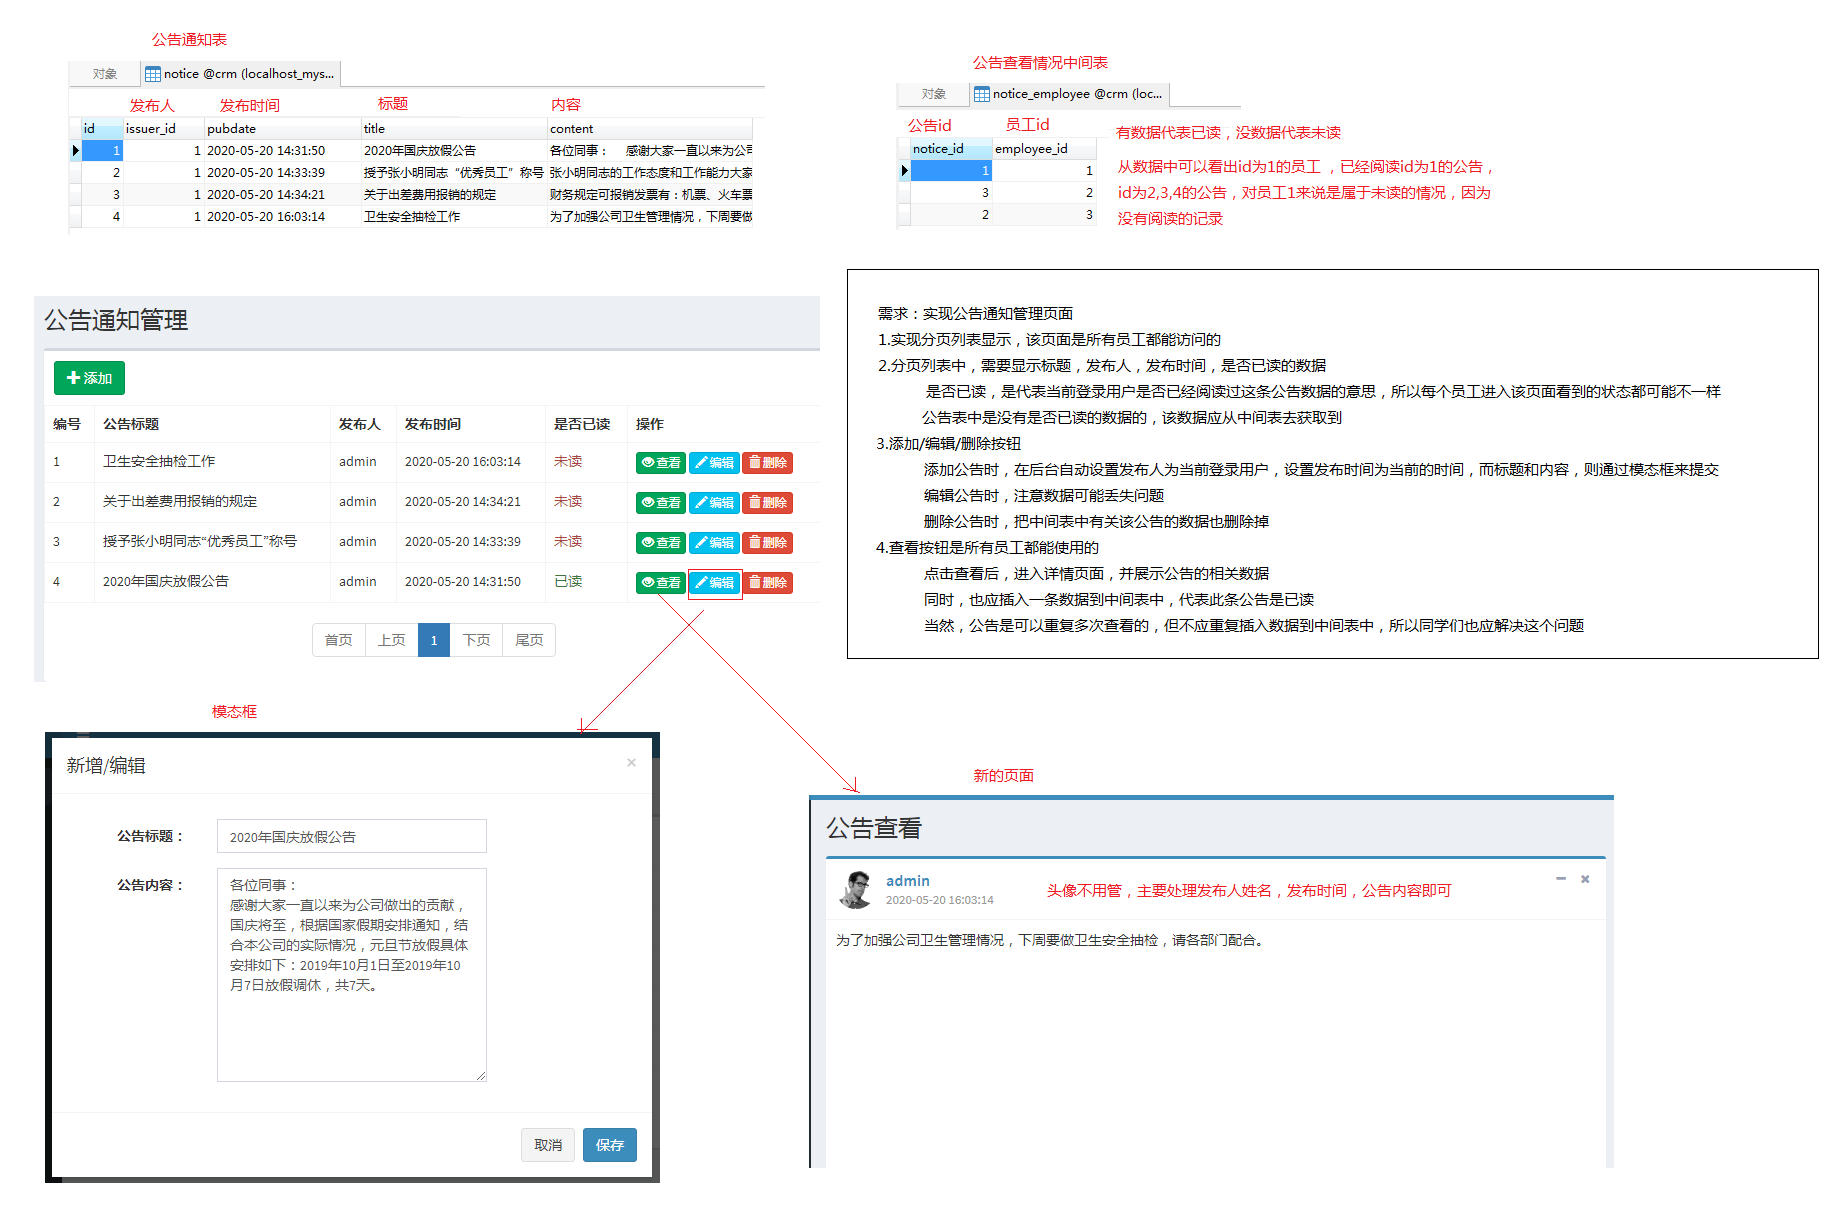 公告通知表
对象 notice @crm (localhost_mys...
发布人 发布时间 标题 内容
id issuer_id pubdate title content
1 1 2020-05-20 14:31:50 2020年国庆放假公告 各位同事： 感谢大家一直以来为公司
2 1 2020-05-20 14:33:39 授予张小明同志“优秀员工”称号 张小明同志的工作态度和工作能力大家
3 1 2020-05-20 14:34:21 关于出差费用报销的规定 财务规定可报销发票有：机票、火车票
4 1 2020-05-20 16:03:14 卫生安全抽检工作 为了加强公司卫生管理情况，下周要做
公告查看情况中间表
对象 notice_employee @crm (loc...
公告id 员工id
notice_id employee_id
1 1
3 2
2 3
有数据代表已读，没数据代表未读
从数据中可以看出id为1的员工 ，已经阅读id为1的公告，
id为2,3,4的公告，对员工1来说是属于未读的情况，因为
没有阅读的记录
公告通知管理
添加
编号 公告标题 发布人 发布时间 是否已读 操作
1 卫生安全抽检工作 admin 2020-05-20 16:03:14 未读 查看 编辑 删除
2 关于出差费用报销的规定 admin 2020-05-20 14:34:21 未读 查看 编辑 删除
3 授予张小明同志“优秀员工”称号 admin 2020-05-20 14:33:39 未读 查看 编辑 删除
4 2020年国庆放假公告 admin 2020-05-20 14:31:50 已读 查看 编辑 删除
首页 上页 1 下页 尾页
需求：实现公告通知管理页面
1.实现分页列表显示，该页面是所有员工都能访问的
2.分页列表中，需要显示标题，发布人，发布时间，是否已读的数据
是否已读，是代表当前登录用户是否已经阅读过这条公告数据的意思，所以每个员工进入该页面看到的状态都可能不一样
公告表中是没有是否已读的数据的，该数据应从中间表去获取到
3.添加/编辑/删除按钮
添加公告时，在后台自动设置发布人为当前登录用户，设置发布时间为当前的时间，而标题和内容，则通过模态框来提交
编辑公告时，注意数据可能丢失问题
删除公告时，把中间表中有关该公告的数据也删除掉
4.查看按钮是所有员工都能使用的
点击查看后，进入详情页面，并展示公告的相关数据
同时，也应插入一条数据到中间表中，代表此条公告是已读
当然，公告是可以重复多次查看的，但不应重复插入数据到中间表中，所以同学们也应解决这个问题
模态框
新增/编辑 ×
公告标题： 2020年国庆放假公告
公告内容： 各位同事：
感谢大家一直以来为公司做出的贡献，
国庆将至，根据国家假期安排通知，结
合本公司的实际情况，元旦节放假具体
安排如下：2019年10月1日至2019年10
月7日放假调休，共7天。
取消 保存
新的页面
公告查看
admin
2020-05-20 16:03:14
头像不用管，主要处理发布人姓名，发布时间，公告内容即可
为了加强公司卫生管理情况，下周要做卫生安全抽检，请各部门配合。